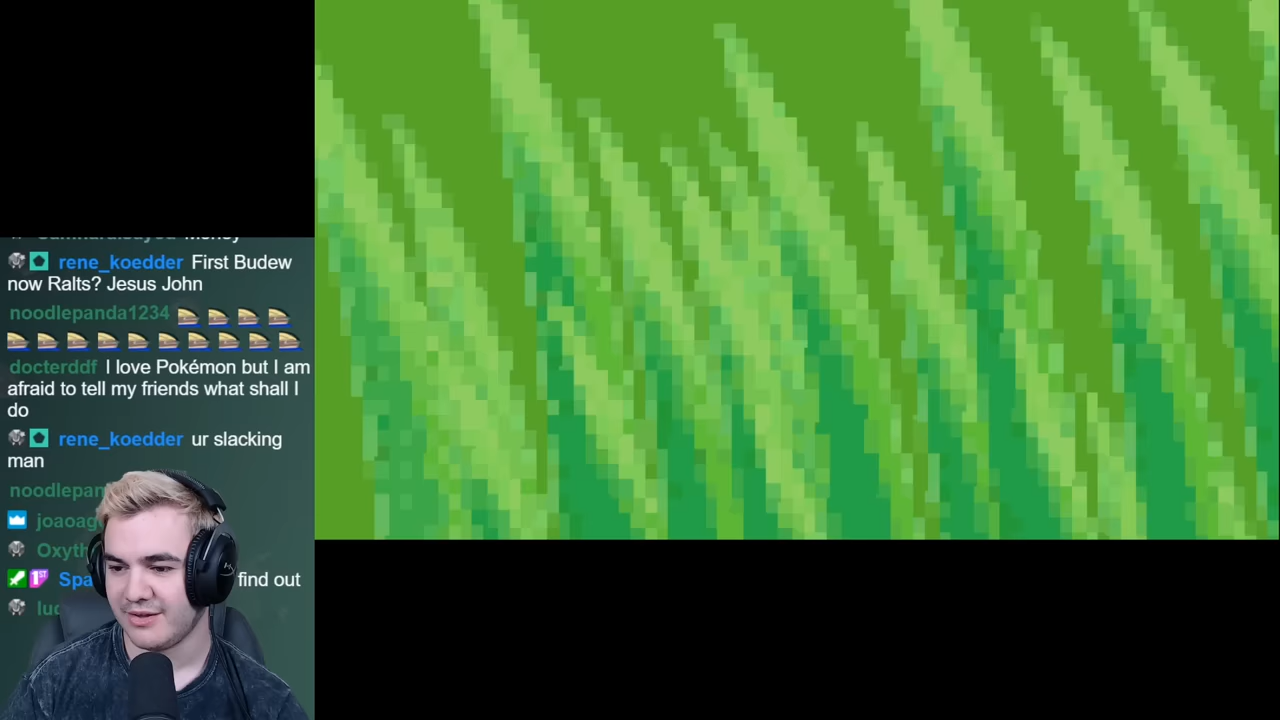 rene_koedder First Budew
now Ralts? Jesus John
noodlepanda1234
docterddf I love Pokémon but I am
afraid to tell my friends what shall I
do
rene_koedder ur slacking
man
find out